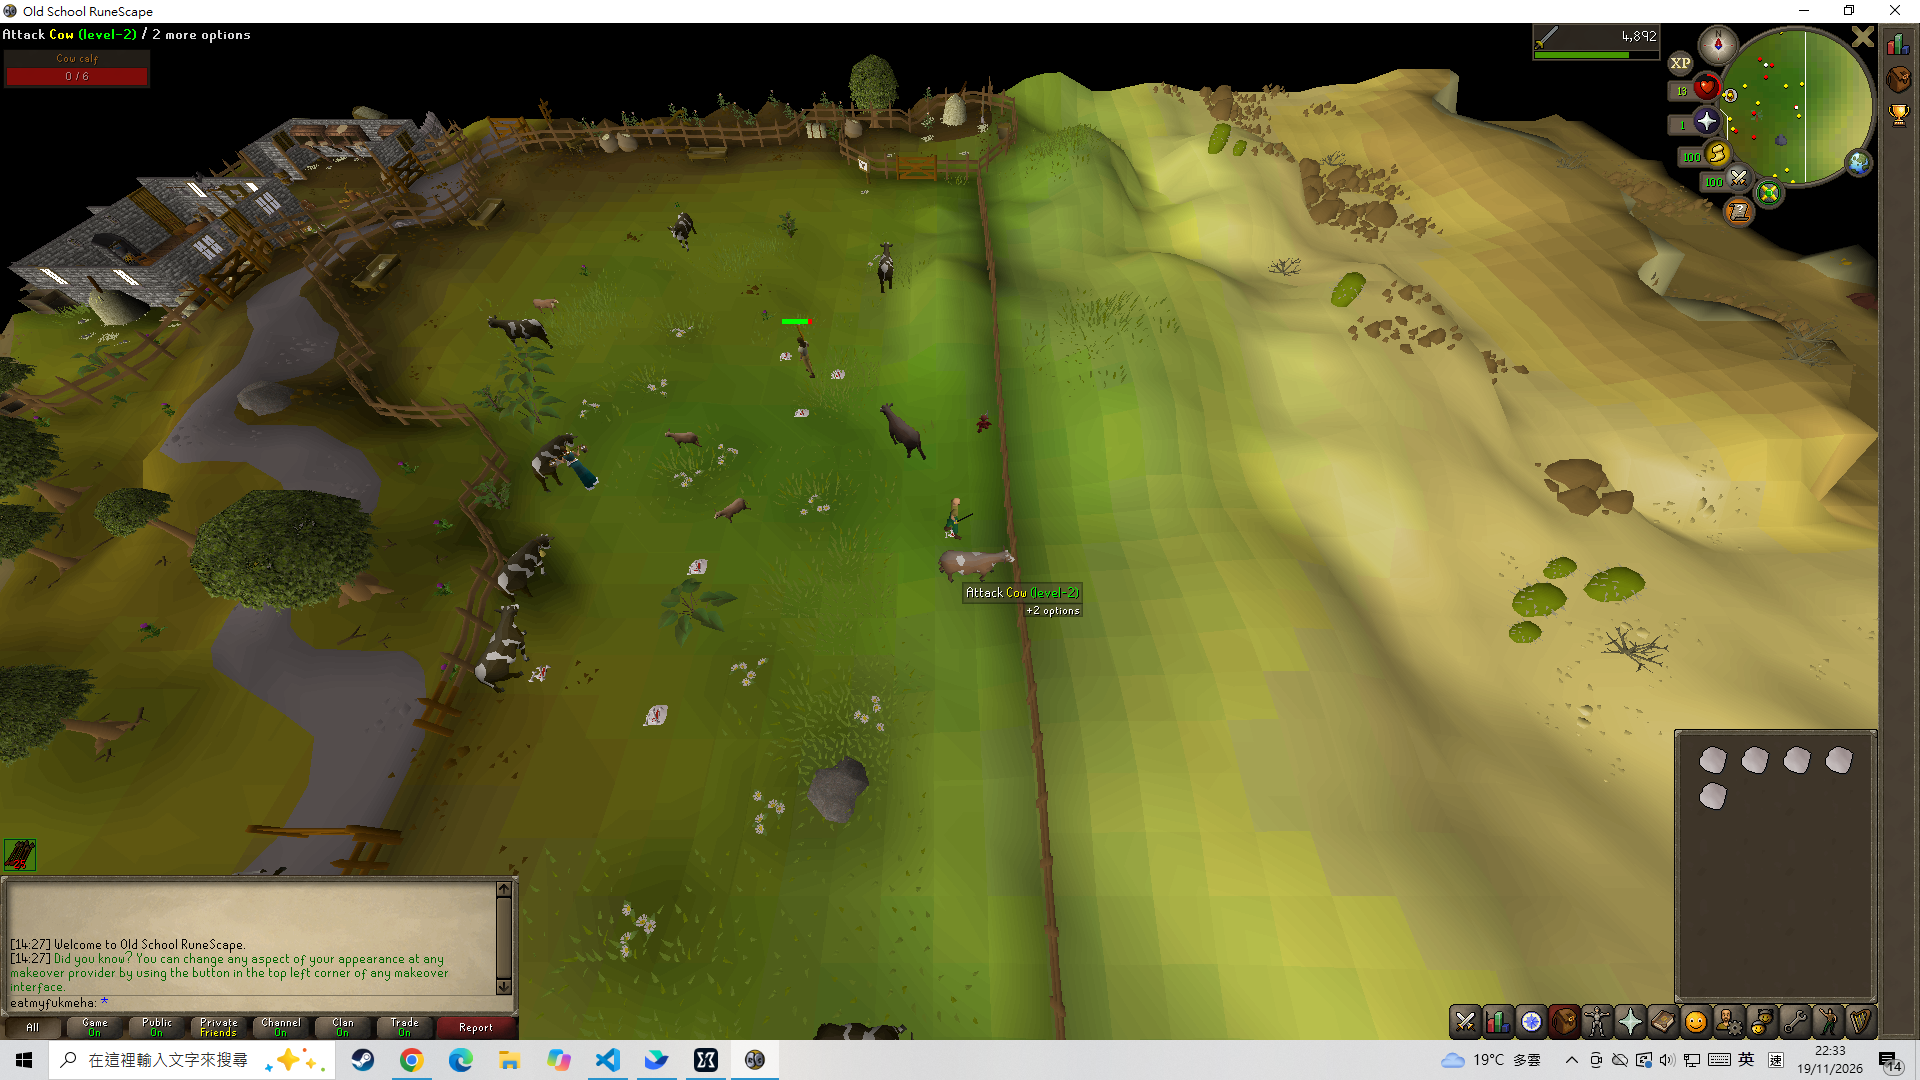 Old School RuneScape
Attack Cow (level-2) / 2 more options
Cow calf
0 / 6
4,892
XP
N
13
1
100
100
Attack Cow (level-2)
+2 options
25
[14:27] Welcome to Old School RuneScape.
[14:27] Did you know? You can change any aspect of your appearance at any
makeover provider by using the button in the top left corner of any makeover
interface.
eatmyfukmeha: *
All
Game
On
Public
On
Private
Friends
Channel
On
Clan
On
Trade
On
Report
在這裡輸入文字來搜尋
19°C 多雲
英
速
22:33
19/11/2026
14